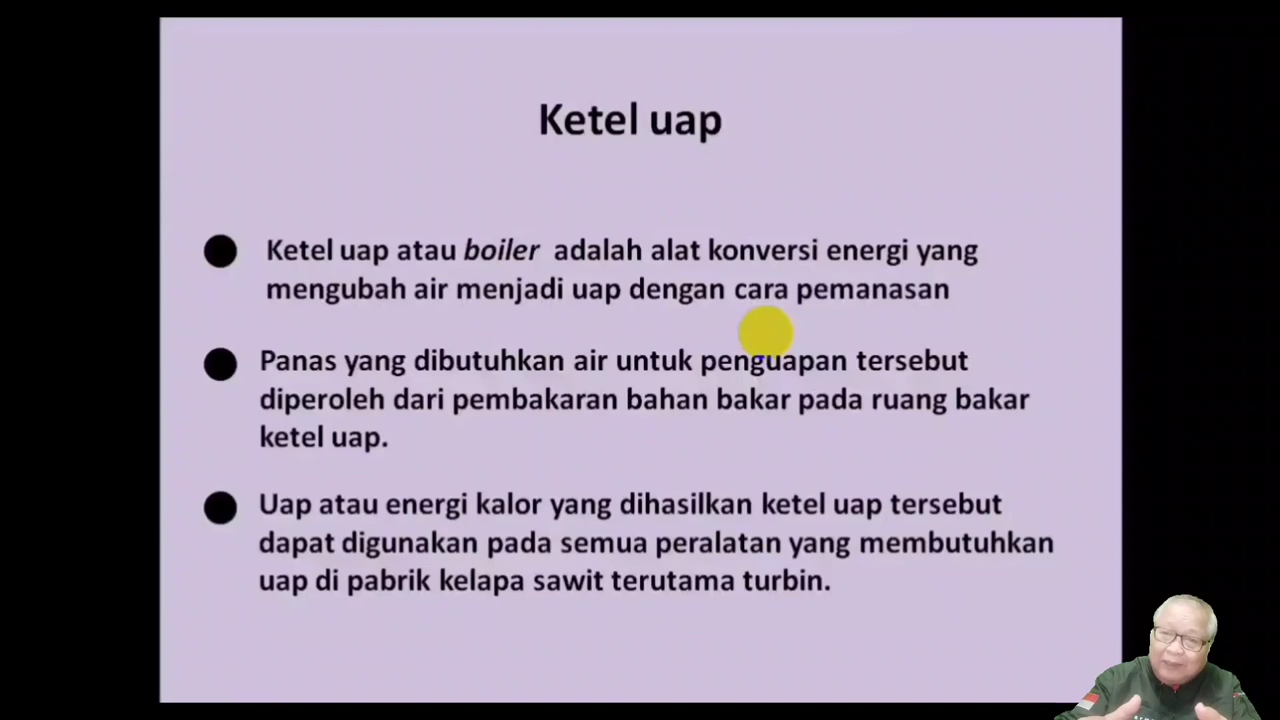 Ketel uap
Ketel uap atau boiler adalah alat konversi energi yang
mengubah air menjadi uap dengan cara pemanasan
Panas yang dibutuhkan air untuk penguapan tersebut
diperoleh dari pembakaran bahan bakar pada ruang bakar
ketel uap.
Uap atau energi kalor yang dihasilkan ketel uap tersebut
dapat digunakan pada semua peralatan yang membutuhkan
uap di pabrik kelapa sawit terutama turbin.